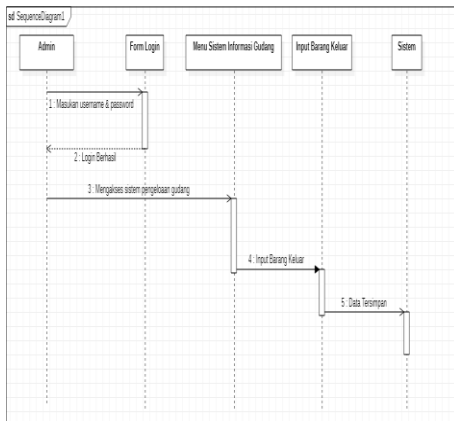 sd SequenceDiagram1
Admin
Form Login
Menu Sistem Informasi Gudang
Input Barang Keluar
Sistem
1 : Masukan username & password
2 : Login Berhasil
3 : Mengakses sistem pengeloaan gudang
4 : Input Barang Keluar
5 : Data Tersimpan